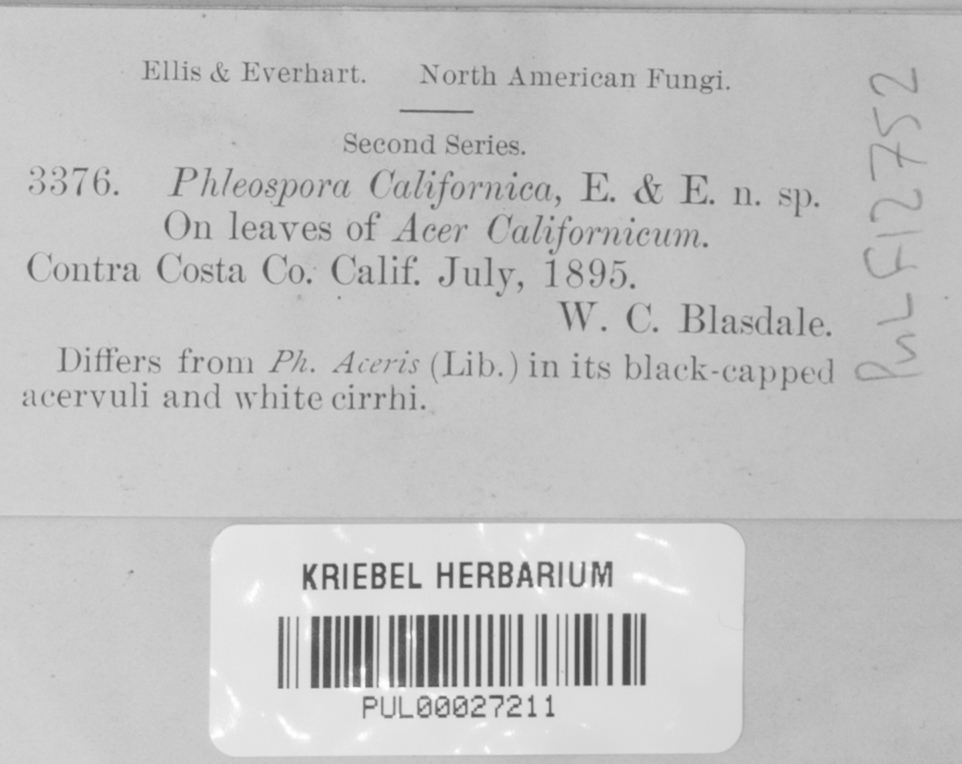 Ellis & Everhart. North American Fungi.
Second Series.
3376. Phleospora Californica, E. & E. n. sp.
On leaves of Acer Californicum.
Contra Costa Co. Calif. July, 1895.
W. C. Blasdale.
Differs from Ph. Aceris (Lib.) in its black-capped
acervuli and white cirrhi.
PuL F12752
KRIEBEL HERBARIUM
PUL00027211